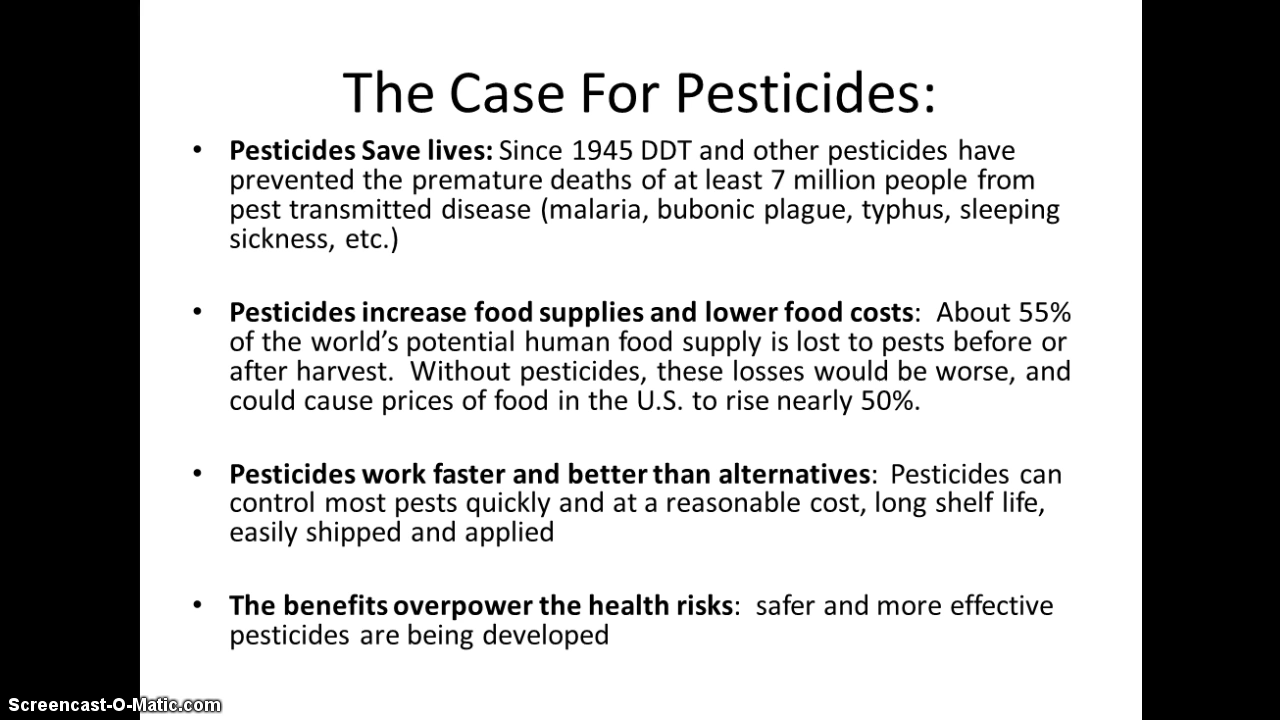 The Case For Pesticides:
• Pesticides Save lives: Since 1945 DDT and other pesticides have
prevented the premature deaths of at least 7 million people from
pest transmitted disease (malaria, bubonic plague, typhus, sleeping
sickness, etc.)
• Pesticides increase food supplies and lower food costs:  About 55%
of the world’s potential human food supply is lost to pests before or
after harvest.  Without pesticides, these losses would be worse, and
could cause prices of food in the U.S. to rise nearly 50%.
• Pesticides work faster and better than alternatives:  Pesticides can
control most pests quickly and at a reasonable cost, long shelf life,
easily shipped and applied
• The benefits overpower the health risks:  safer and more effective
pesticides are being developed
Screencast-O-Matic.com